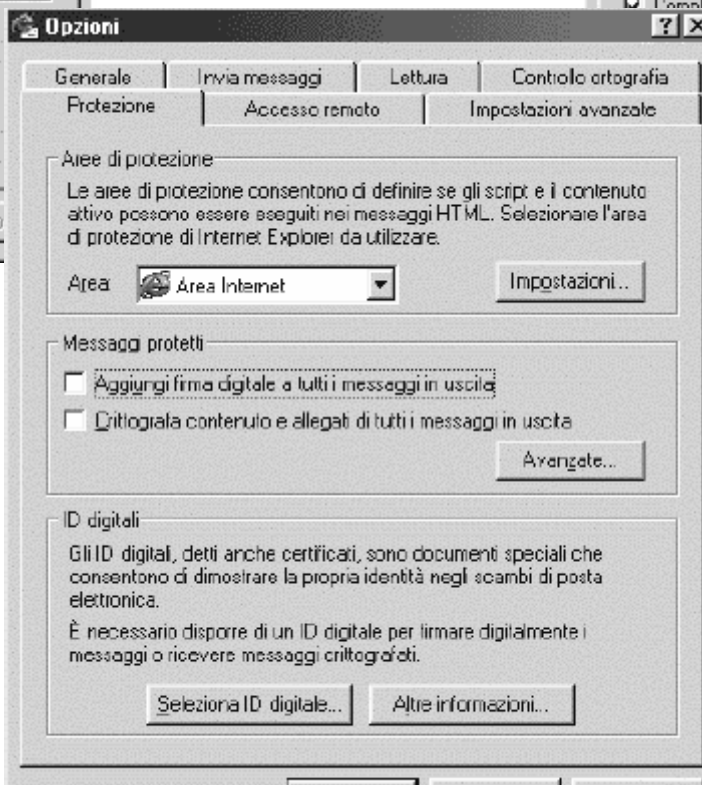 Opzioni
Generale Invia messaggi Lettura Controllo ortografia
Protezione Accesso remoto Impostazioni avanzate
Aree di protezione
Le aree di protezione consentono di definire se gli script e il contenuto
attivo possono essere eseguiti nei messaggi HTML. Selezionare l'area
di protezione di Internet Explorer da utilizzare.
Area: Area Internet Impostazioni...
Messaggi protetti
Aggiungi firma digitale a tutti i messaggi in uscita
Crittografa contenuto e allegati di tutti i messaggi in uscita
Avanzate...
ID digitali
Gli ID digitali, detti anche certificati, sono documenti speciali che
consentono di dimostrare la propria identità negli scambi di posta
elettronica.
È necessario disporre di un ID digitale per firmare digitalmente i
messaggi o ricevere messaggi crittografati.
Seleziona ID digitale... Altre informazioni...